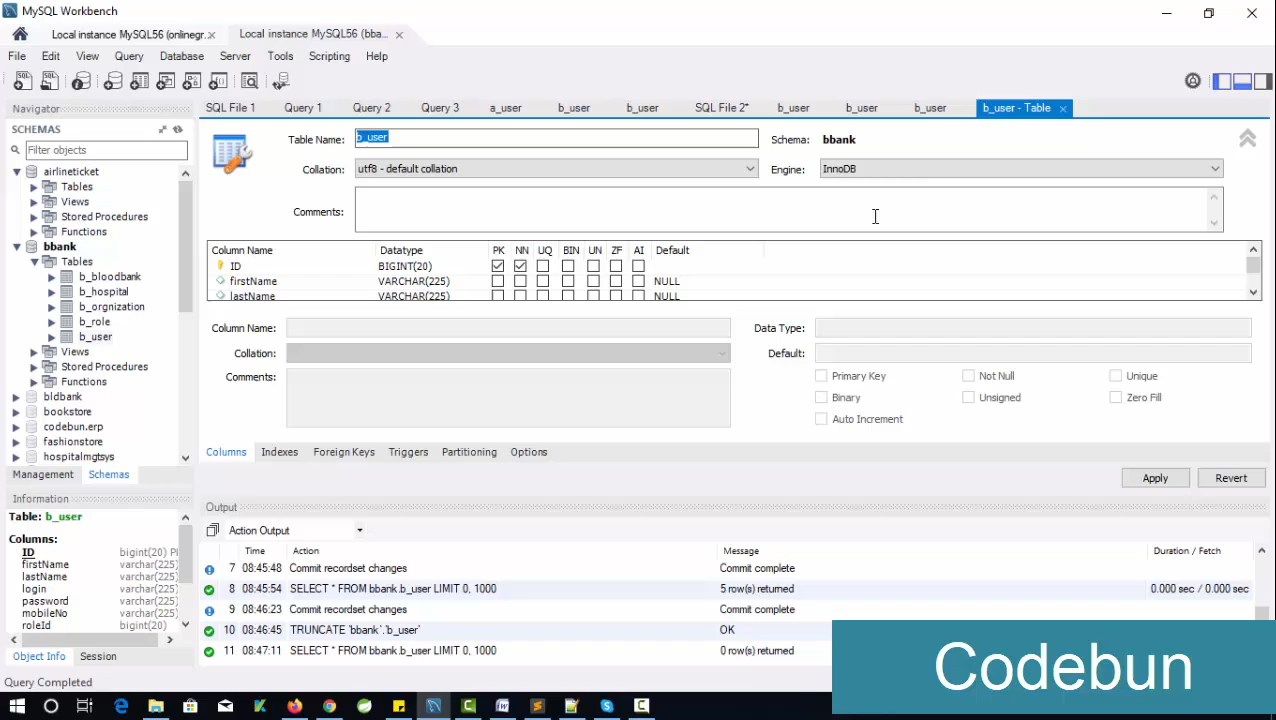 MySQL Workbench
Local instance MySQL56 (onlinegr... × Local instance MySQL56 (bba... ×
File Edit View Query Database Server Tools Scripting Help
Navigator
SCHEMAS
Filter objects
airlineticket
Tables
Views
Stored Procedures
Functions
bbank
Tables
b_bloodbank
b_hospital
b_orgnization
b_role
b_user
Views
Stored Procedures
Functions
bldbank
bookstore
codebun.erp
fashionstore
hospitalmgtsys
Management Schemas
Information
Table: b_user
Columns:
ID bigint(20) P
firstName varchar(225)
lastName varchar(225)
login varchar(225)
password varchar(225)
mobileNo varchar(225)
roleId bigint(20)
Object Info Session
SQL File 1 Query 1 Query 2 Query 3 a_user b_user b_user SQL File 2* b_user b_user b_user b_user - Table ×
Table Name: b_user Schema: bbank
Collation: utf8 - default collation Engine: InnoDB
Comments:
Column Name Datatype PK NN UQ BIN UN ZF AI Default
ID BIGINT(20)
firstName VARCHAR(225) NULL
lastName VARCHAR(225) NULL
Column Name: Data Type:
Collation: Default:
Comments: Primary Key Not Null Unique
Binary Unsigned Zero Fill
Auto Increment
Columns Indexes Foreign Keys Triggers Partitioning Options
Apply Revert
Output
Action Output
Time Action Message Duration / Fetch
7 08:45:48 Commit recordset changes Commit complete
8 08:45:54 SELECT * FROM bbank.b_user LIMIT 0, 1000 5 row(s) returned 0.000 sec / 0.000 sec
9 08:46:23 Commit recordset changes Commit complete
10 08:46:45 TRUNCATE `bbank`.`b_user` OK
11 08:47:11 SELECT * FROM bbank.b_user LIMIT 0, 1000 0 row(s) returned
Codebun
Query Completed